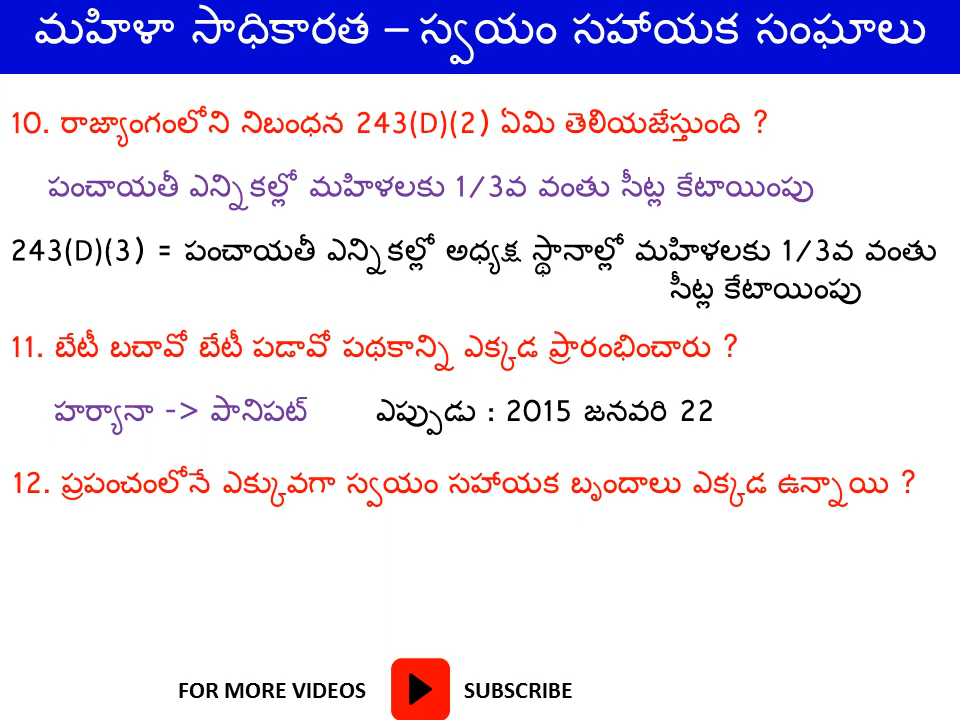 మహిళా సాధికారత – స్వయం సహాయక సంఘాలు
10. రాజ్యాంగంలోని నిబంధన 243(D)(2) ఏమి తెలియజేస్తుంది ?
పంచాయతీ ఎన్నికల్లో మహిళలకు 1/3వ వంతు సీట్ల కేటాయింపు
243(D)(3) = పంచాయతీ ఎన్నికల్లో అధ్యక్ష స్థానాల్లో మహిళలకు 1/3వ వంతు
సీట్ల కేటాయింపు
11. బేటీ బచావో బేటీ పడావో పథకాన్ని ఎక్కడ ప్రారంభించారు ?
హర్యానా -> పానిపట్ ఎప్పుడు : 2015 జనవరి 22
12. ప్రపంచంలోనే ఎక్కువగా స్వయం సహాయక బృందాలు ఎక్కడ ఉన్నాయి ?
FOR MORE VIDEOS SUBSCRIBE